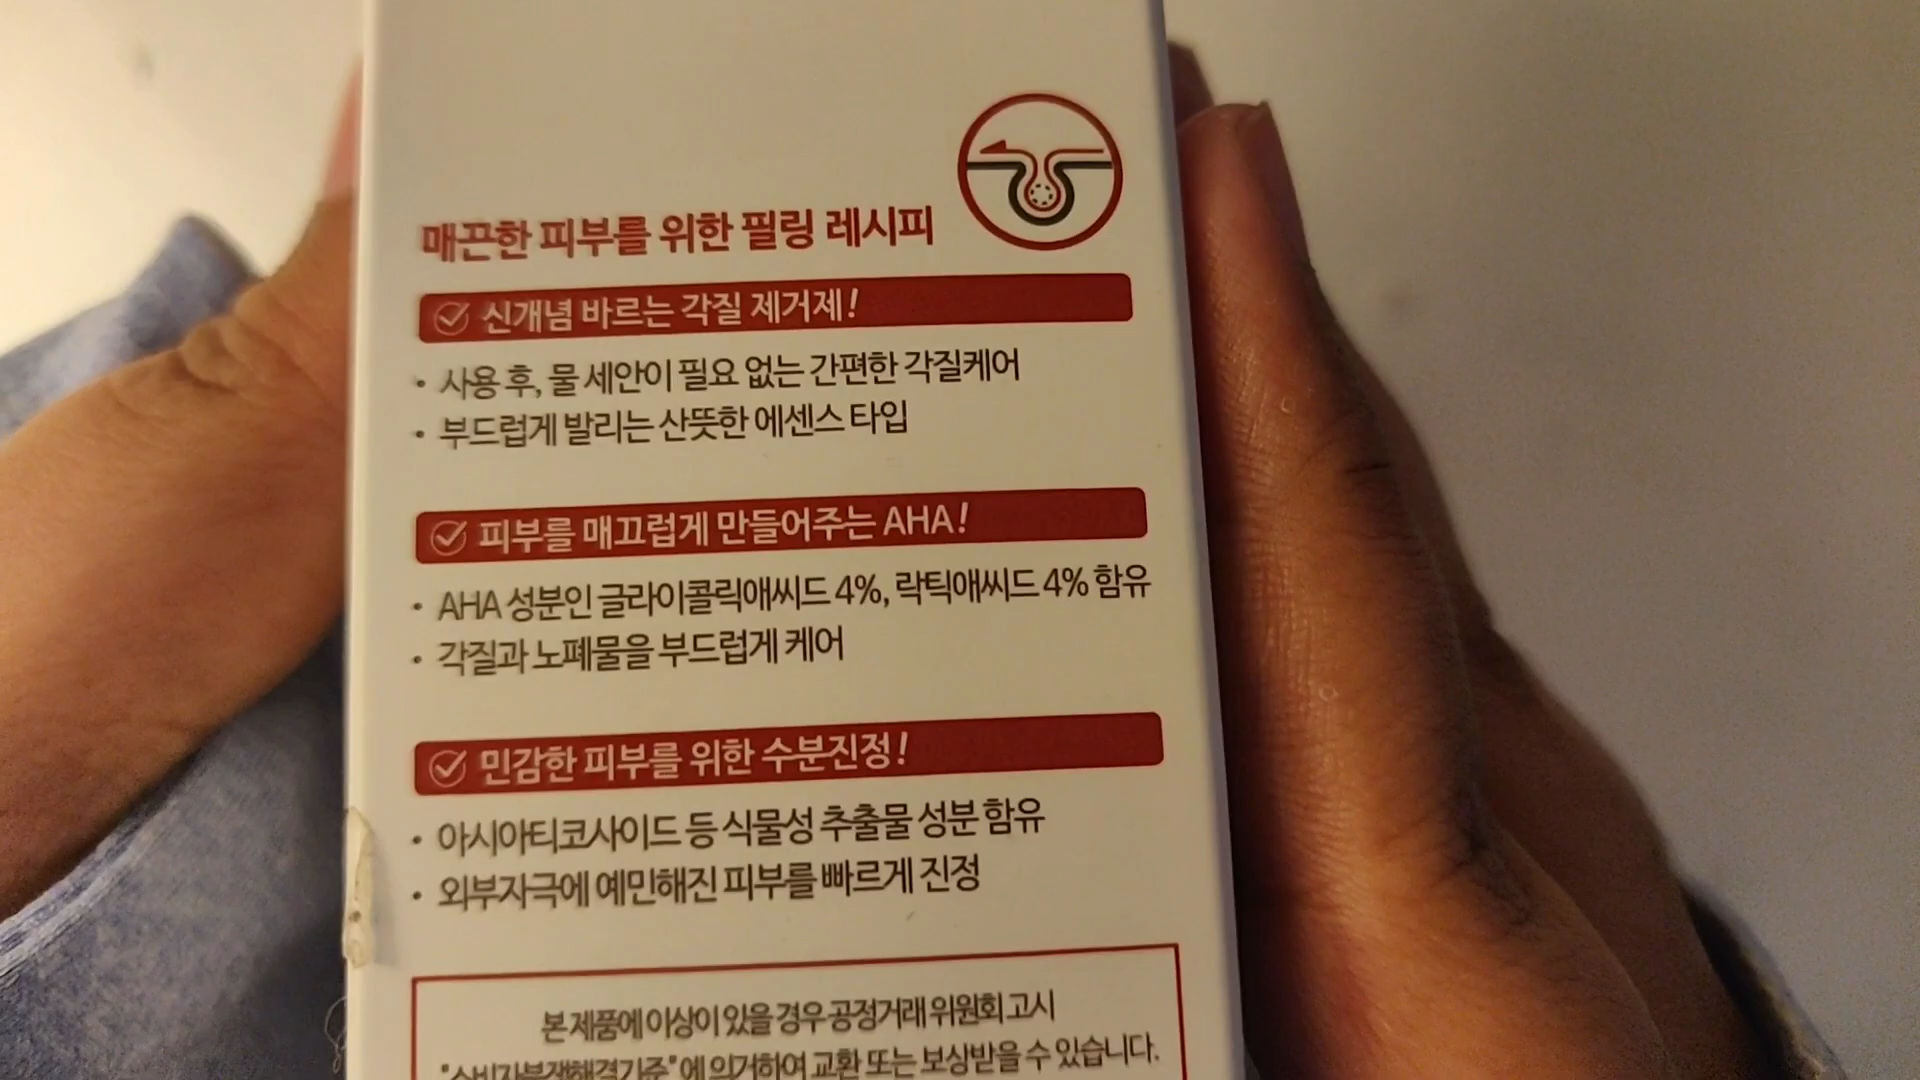 매끈한 피부를 위한 필링 레시피
신개념 바르는 각질 제거제!
• 사용 후, 물 세안이 필요 없는 간편한 각질케어
• 부드럽게 발리는 산뜻한 에센스 타입
피부를 매끄럽게 만들어주는 AHA!
• AHA 성분인 글라이콜릭애씨드 4%, 락틱애씨드 4% 함유
• 각질과 노폐물을 부드럽게 케어
민감한 피부를 위한 수분진정!
• 아시아티코사이드 등 식물성 추출물 성분 함유
• 외부자극에 예민해진 피부를 빠르게 진정
본 제품에 이상이 있을 경우 공정거래 위원회 고시
"소비자분쟁해결기준"에 의거하여 교환 또는 보상받을 수 있습니다.